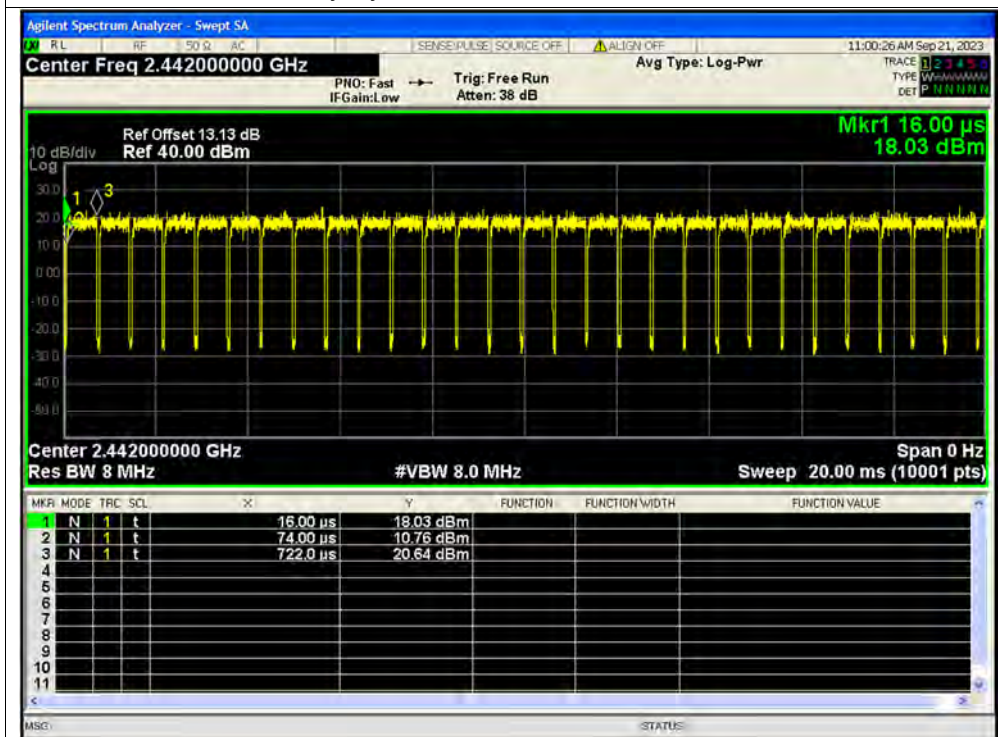 Agilent Spectrum Analyzer - Swept SA
RL RF 50 Ω AC SENSE:PULSE SOURCE OFF ALIGN OFF 11:00:26 AM Sep 21, 2023
Center Freq 2.442000000 GHz
PNO: Fast
IFGain:Low
Trig: Free Run
Atten: 38 dB
Avg Type: Log-Pwr
TRACE 1 2 3 4 5 6
TYPE
DET P N N N N N
Mkr1 16.00 µs
18.03 dBm
Ref Offset 13.13 dB
10 dB/div Ref 40.00 dBm
Log
30.0
20.0
10.0
0.00
-10.0
-20.0
-30.0
-40.0
-50.0
1
3
Center 2.442000000 GHz Span 0 Hz
Res BW 8 MHz #VBW 8.0 MHz Sweep 20.00 ms (10001 pts)
MKR MODE TRC SCL X Y FUNCTION FUNCTION WIDTH FUNCTION VALUE
1 N 1 t 16.00 µs 18.03 dBm
2 N 1 t 74.00 µs 10.76 dBm
3 N 1 t 722.0 µs 20.64 dBm
4
5
6
7
8
9
10
11
MSG STATUS